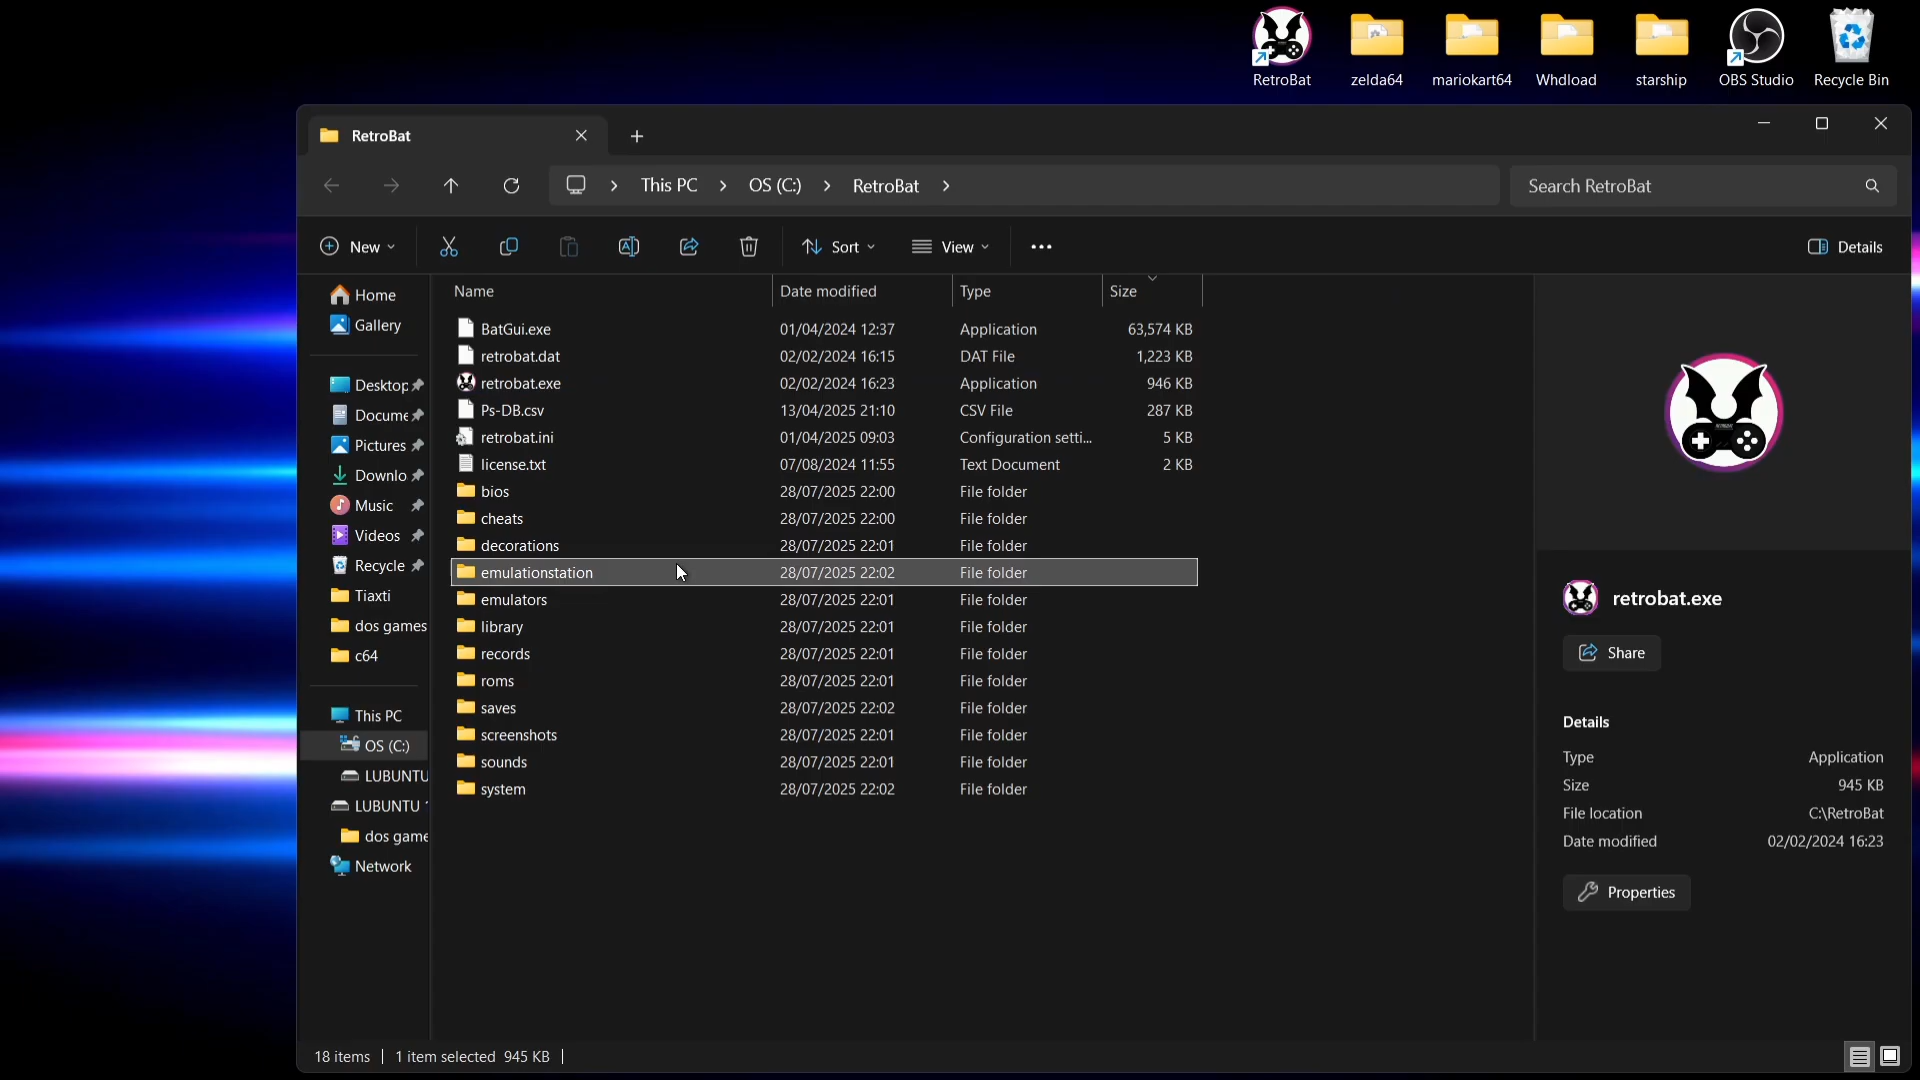 RetroBat
zelda64
mariokart64
Whdload
starship
OBS Studio
Recycle Bin
RetroBat
This PC
OS (C:)
RetroBat
Search RetroBat
New
Sort
View
Details
Home
Gallery
Desktop
Docume
Pictures
Downlo
Music
Videos
Recycle
Tiaxti
dos games
c64
This PC
OS (C:)
LUBUNTU
LUBUNTU
dos game
Network
Name Date modified Type Size
BatGui.exe 01/04/2024 12:37 Application 63,574 KB
retrobat.dat 02/02/2024 16:15 DAT File 1,223 KB
retrobat.exe 02/02/2024 16:23 Application 946 KB
Ps-DB.csv 13/04/2025 21:10 CSV File 287 KB
retrobat.ini 01/04/2025 09:03 Configuration setti... 5 KB
license.txt 07/08/2024 11:55 Text Document 2 KB
bios 28/07/2025 22:00 File folder
cheats 28/07/2025 22:00 File folder
decorations 28/07/2025 22:01 File folder
emulationstation 28/07/2025 22:02 File folder
emulators 28/07/2025 22:01 File folder
library 28/07/2025 22:01 File folder
records 28/07/2025 22:01 File folder
roms 28/07/2025 22:01 File folder
saves 28/07/2025 22:02 File folder
screenshots 28/07/2025 22:01 File folder
sounds 28/07/2025 22:01 File folder
system 28/07/2025 22:02 File folder
retrobat.exe
Share
Details
Type Application
Size 945 KB
File location C:\RetroBat
Date modified 02/02/2024 16:23
Properties
18 items
1 item selected 945 KB